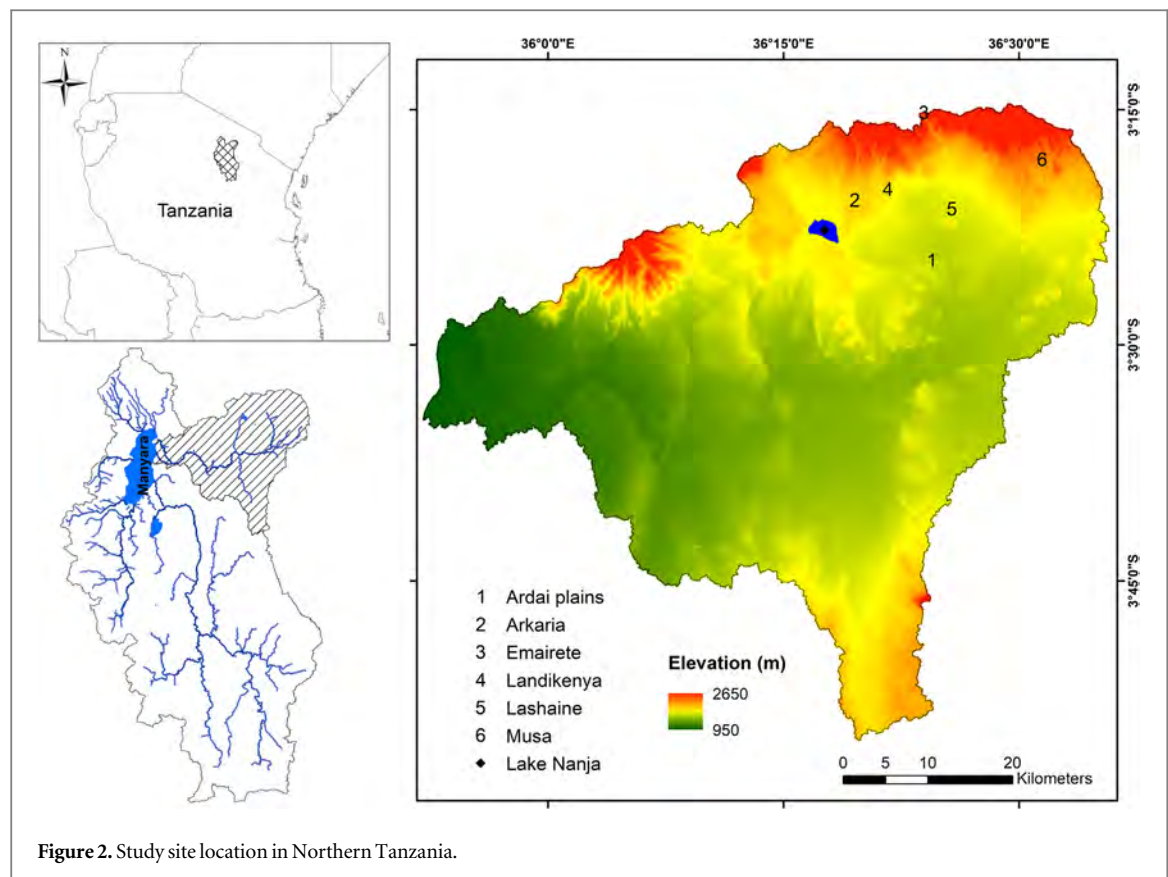 N
Tanzania
Manyara
36°0'0"E
36°15'0"E
36°30'0"E
3°15'0"S
3°30'0"S
3°45'0"S
3
6
4
2
5
1
1 Ardai plains
2 Arkaria
3 Emairete
4 Landikenya
5 Lashaine
6 Musa
Lake Nanja
Elevation (m)
2650
950
0 5 10 20
Kilometers
Figure 2. Study site location in Northern Tanzania.